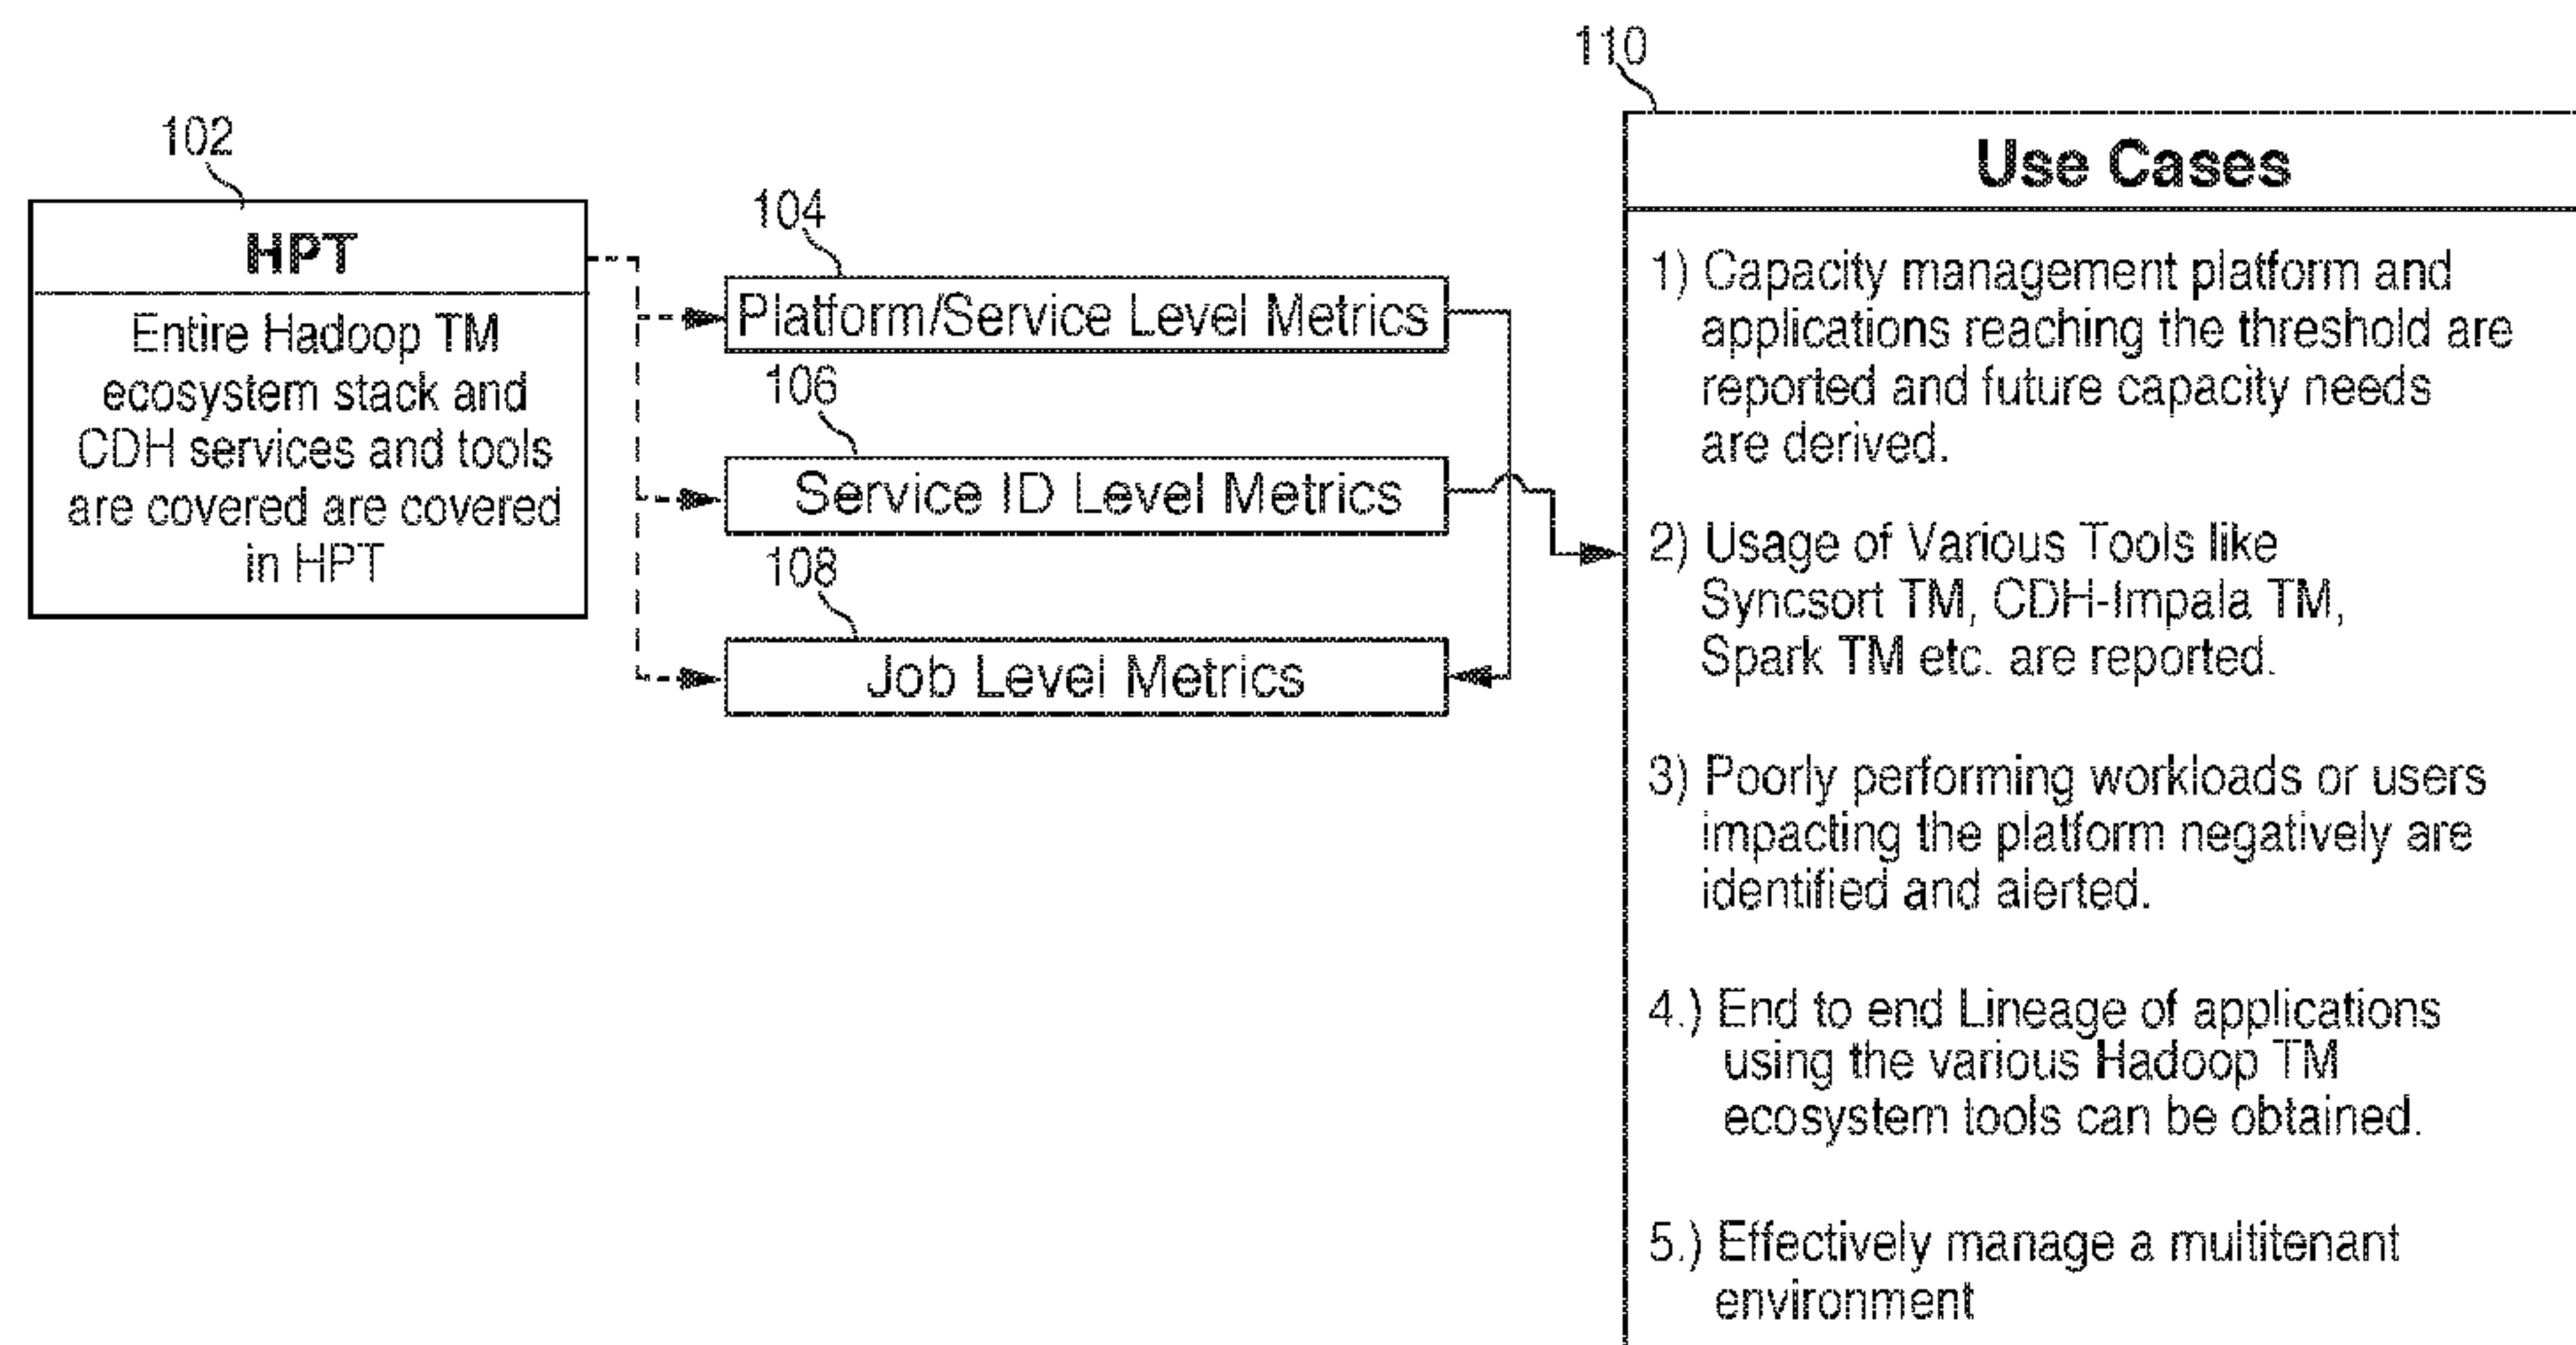 102
HPT
Entire Hadoop TM
ecosystem stack and
CDH services and tools
are covered are covered
in HPT
104
Platform/Service Level Metrics
106
Service ID Level Metrics
108
Job Level Metrics
110
Use Cases
1) Capacity management platform and
applications reaching the threshold are
reported and future capacity needs
are derived.
2) Usage of Various Tools like
Syncsort TM, CDH-Impala TM,
Spark TM etc. are reported.
3) Poorly performing workloads or users
impacting the platform negatively are
identified and alerted.
4.) End to end Lineage of applications
using the various Hadoop TM
ecosystem tools can be obtained.
5.) Effectively manage a multitenant
environment